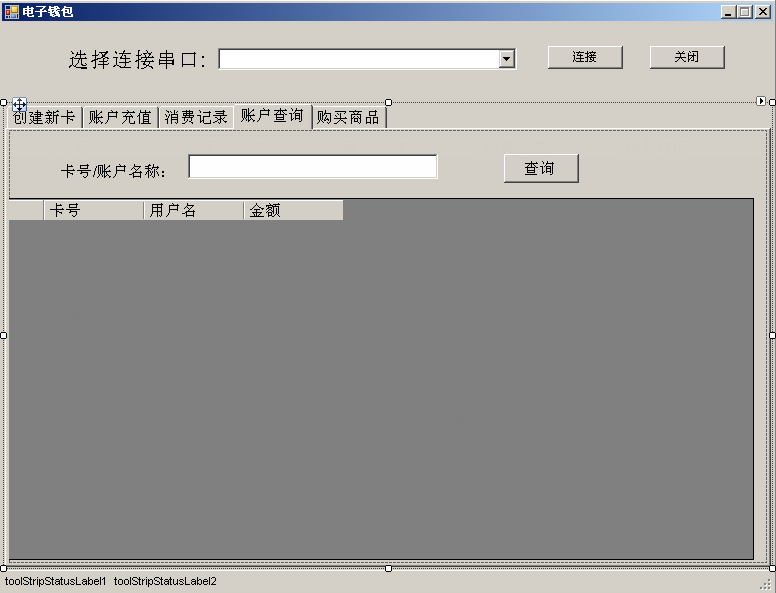 电子钱包
选择连接串口: 连接 关闭
创建新卡 账户充值 消费记录 账户查询 购买商品
卡号/账户名称: 查询
卡号 用户名 金额
toolStripStatusLabel1 toolStripStatusLabel2